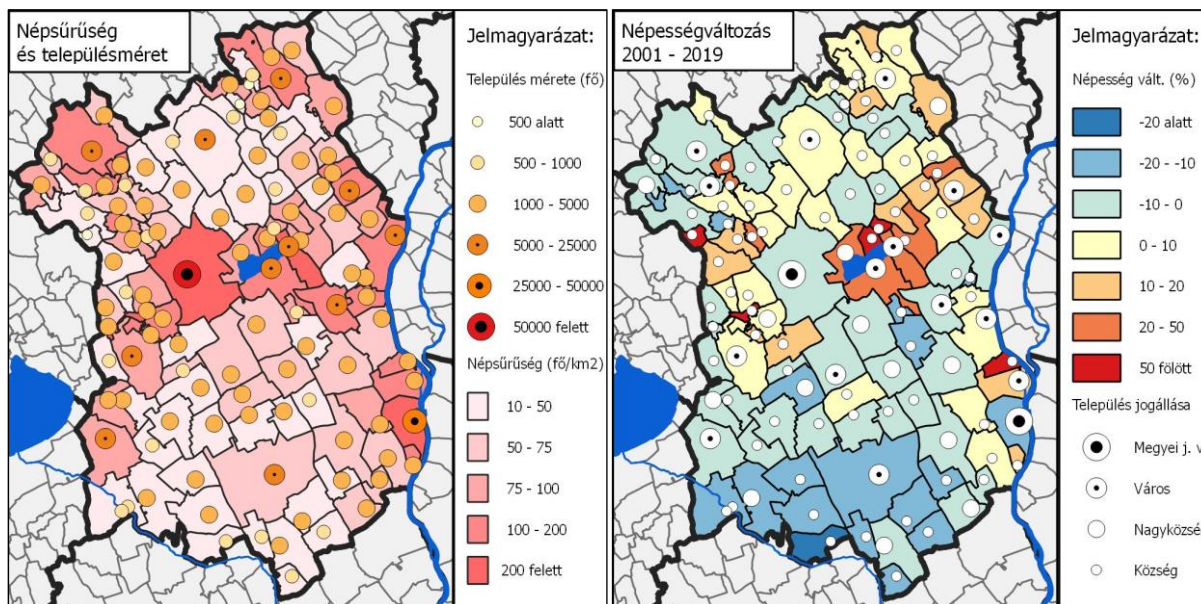 Népsűrűség
és településméret
Jelmagyarázat:
Település mérete (fő)
500 alatt
500 - 1000
1000 - 5000
5000 - 25000
25000 - 50000
50000 felett
Népsűrűség (fő/km2)
10 - 50
50 - 75
75 - 100
100 - 200
200 felett
Népességváltozás
2001 - 2019
Jelmagyarázat:
Népesség vált. (%)
-20 alatt
-20 - -10
-10 - 0
0 - 10
10 - 20
20 - 50
50 fölött
Település jogállása
Megyei j. v
Város
Nagyközsé
Község